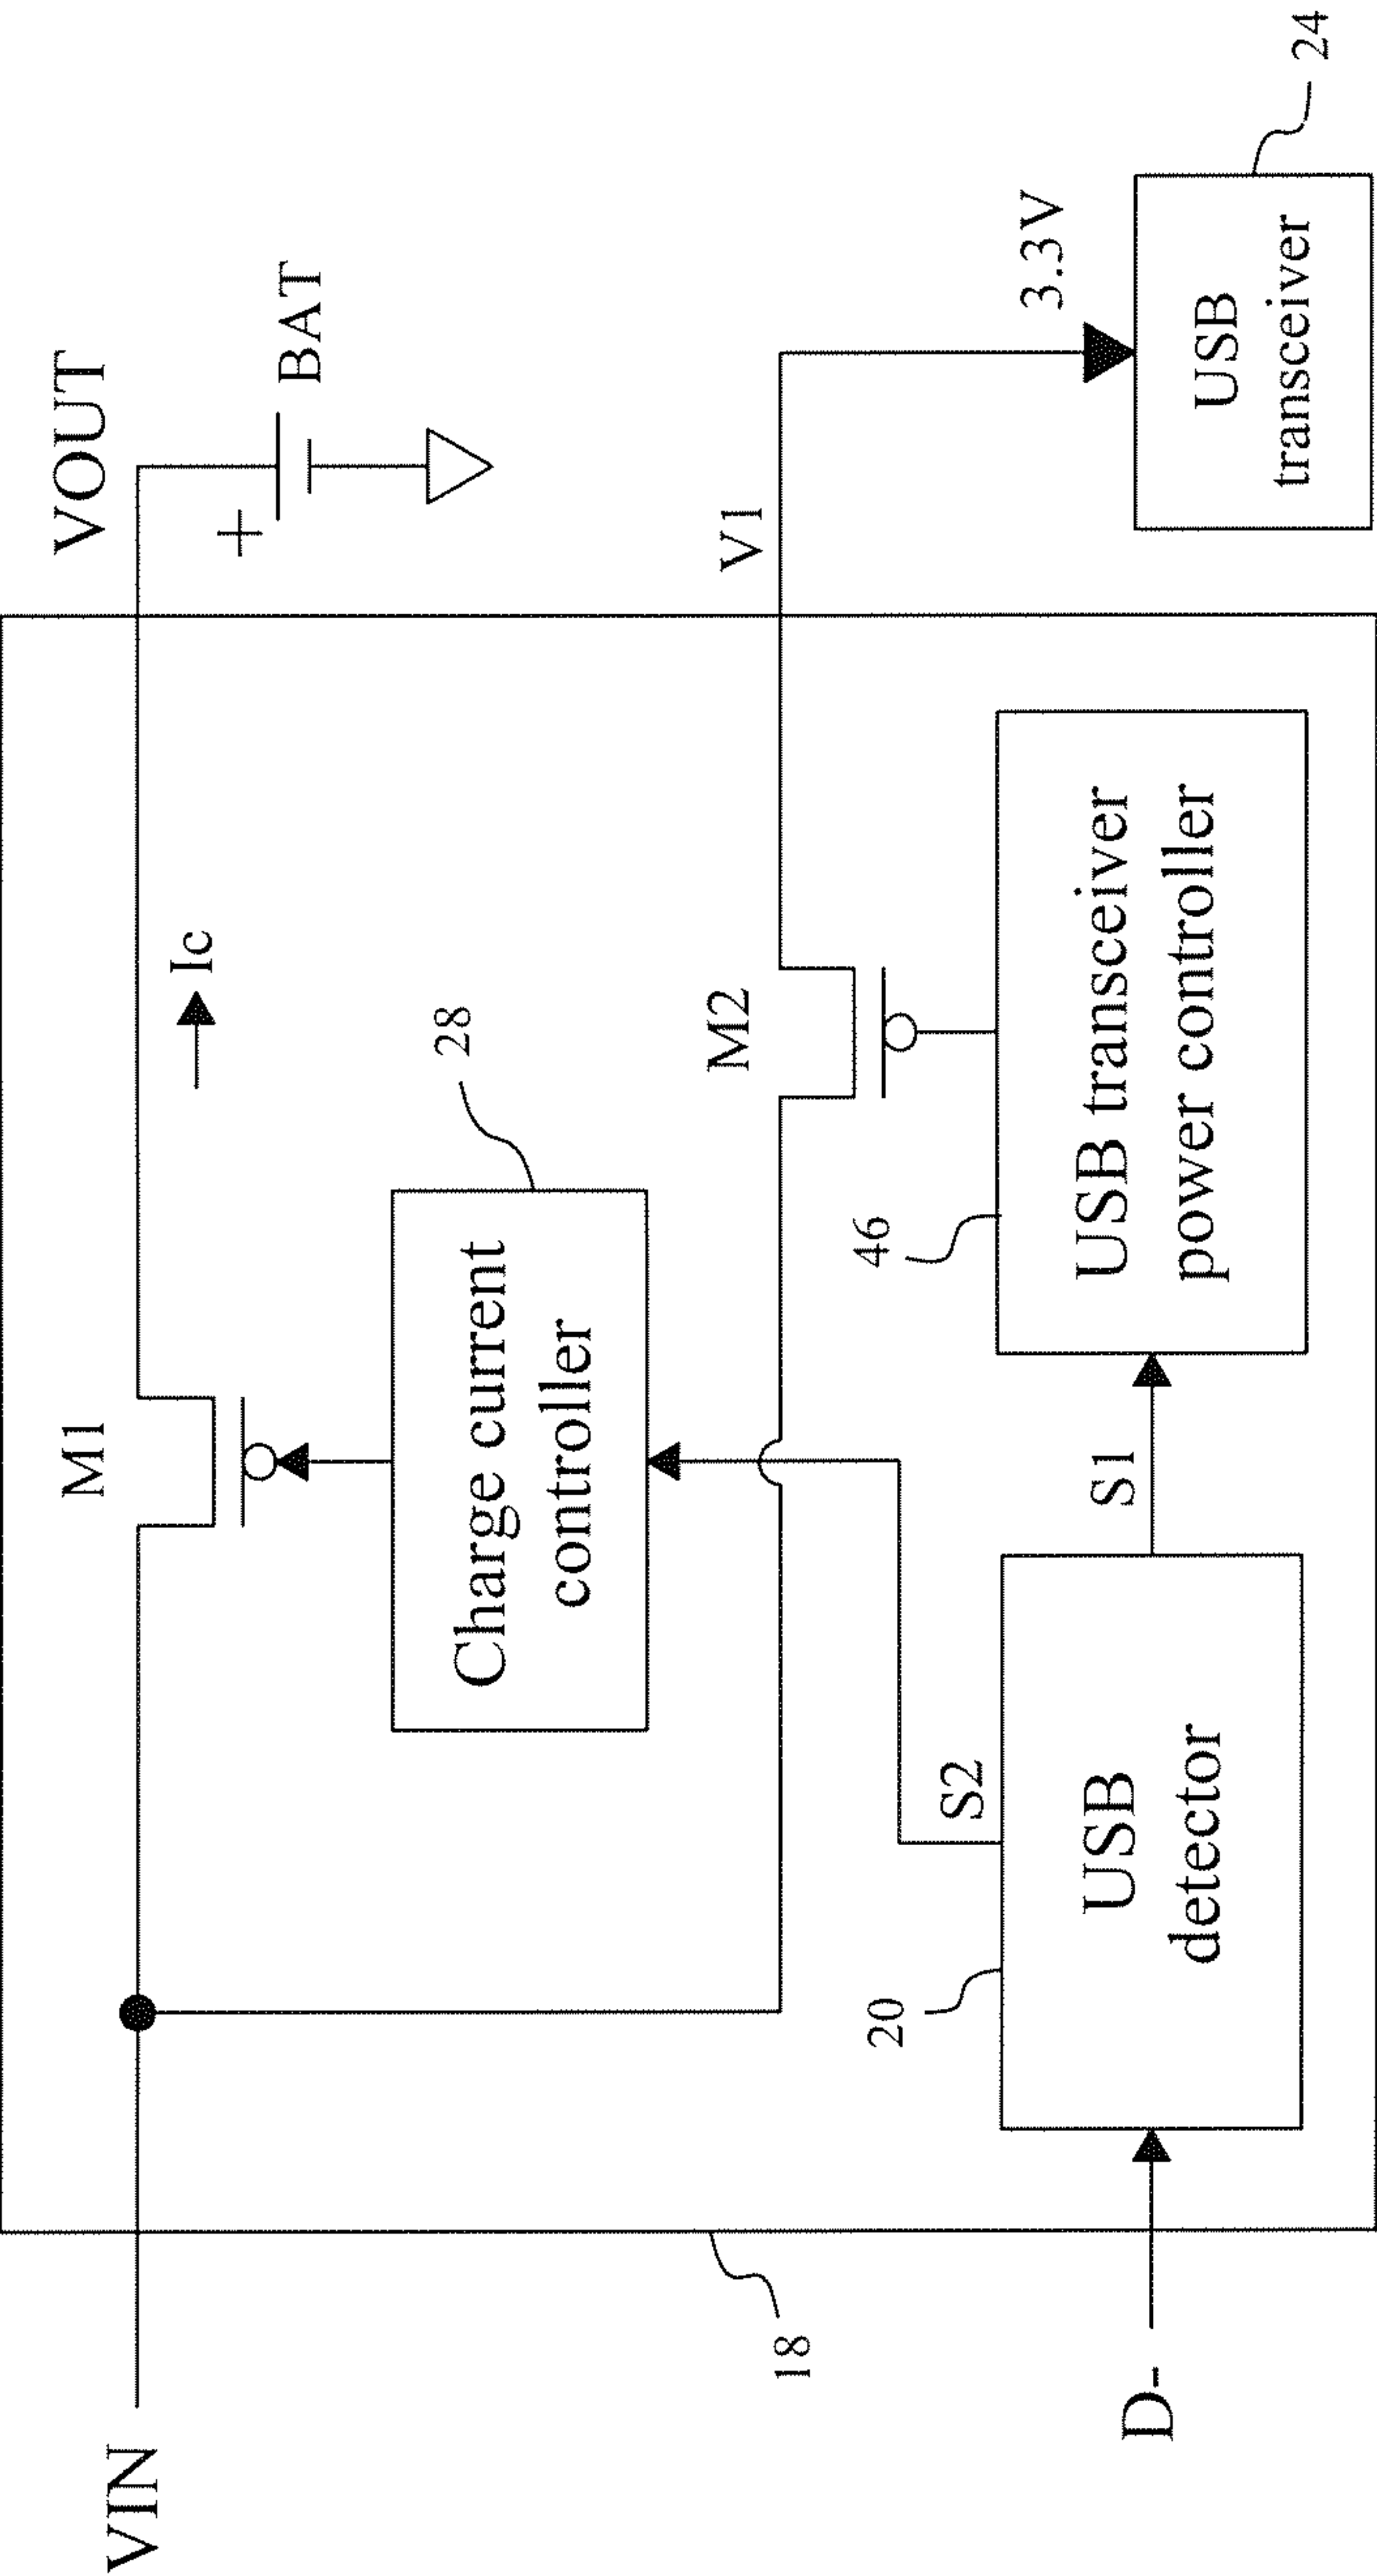 VIN
M1
Ic
VOUT
+
BAT
Charge current
controller
28
M2
V1
3.3V
S2
20
USB
detector
S1
46
USB transceiver
power controller
USB
transceiver
24
18
D-